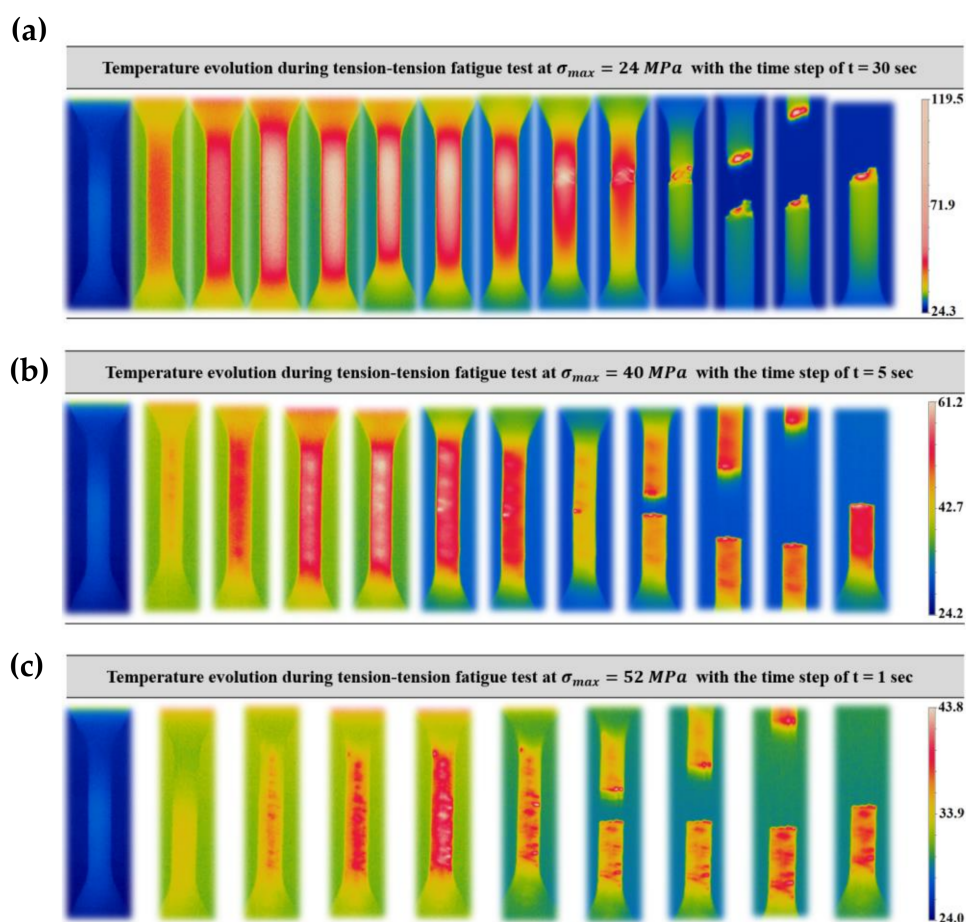 (a)
Temperature evolution during tension-tension fatigue test at σmax = 24 MPa with the time step of t = 30 sec
119.5
71.9
24.3
(b)
Temperature evolution during tension-tension fatigue test at σmax = 40 MPa with the time step of t = 5 sec
61.2
42.7
24.2
(c)
Temperature evolution during tension-tension fatigue test at σmax = 52 MPa with the time step of t = 1 sec
43.8
33.9
24.0